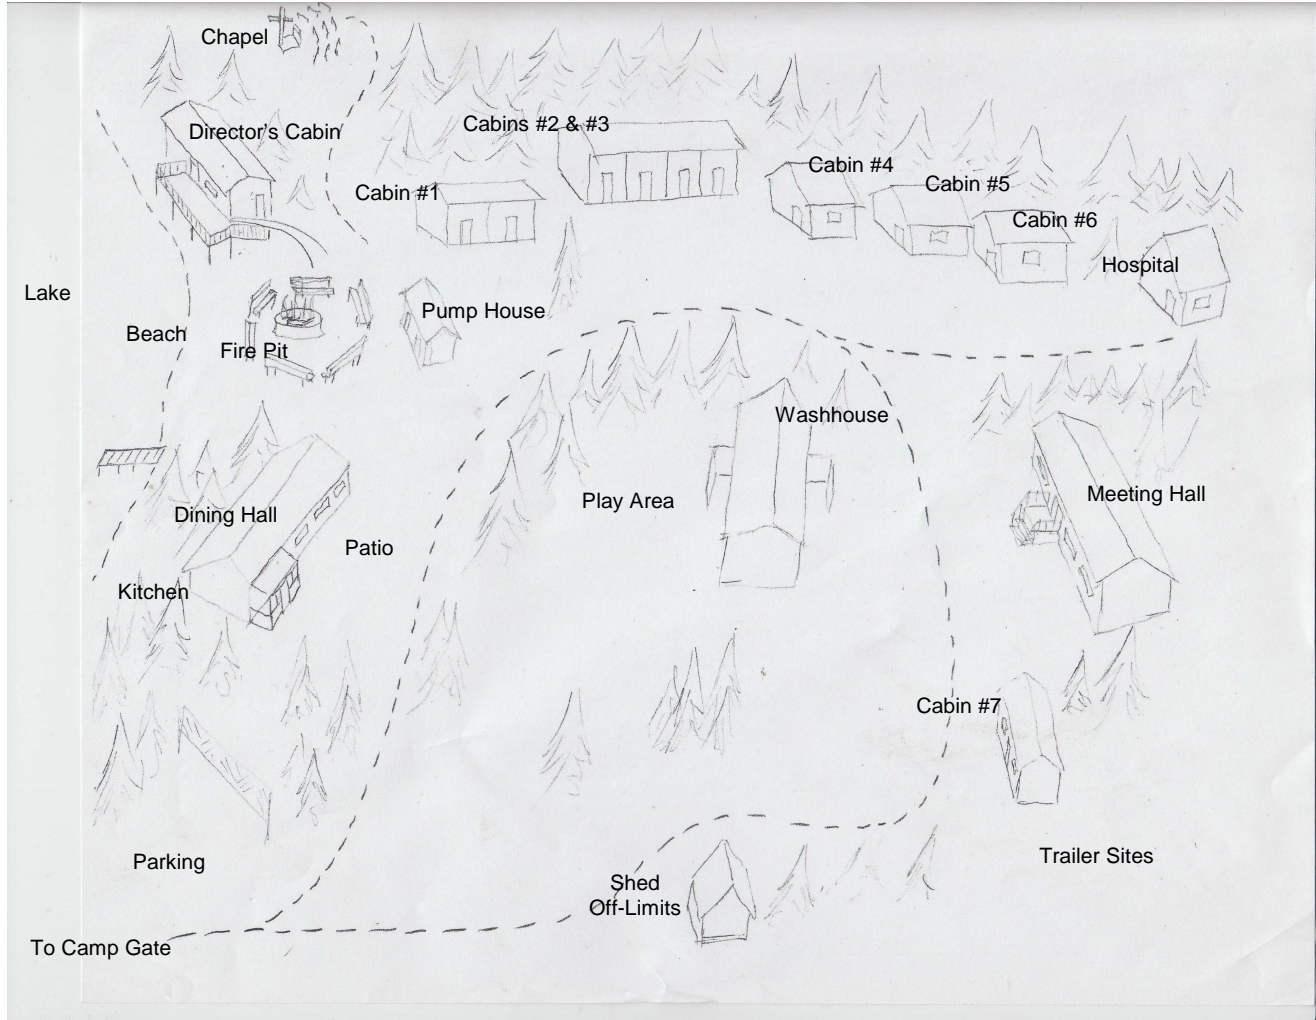 Chapel
Director's Cabin
Cabins #2 & #3
Cabin #1
Cabin #4
Cabin #5
Cabin #6
Hospital
Lake
Beach
Fire Pit
Pump House
Washhouse
Play Area
Meeting Hall
Dining Hall
Patio
Kitchen
Cabin #7
Parking
Shed
Off-Limits
Trailer Sites
To Camp Gate